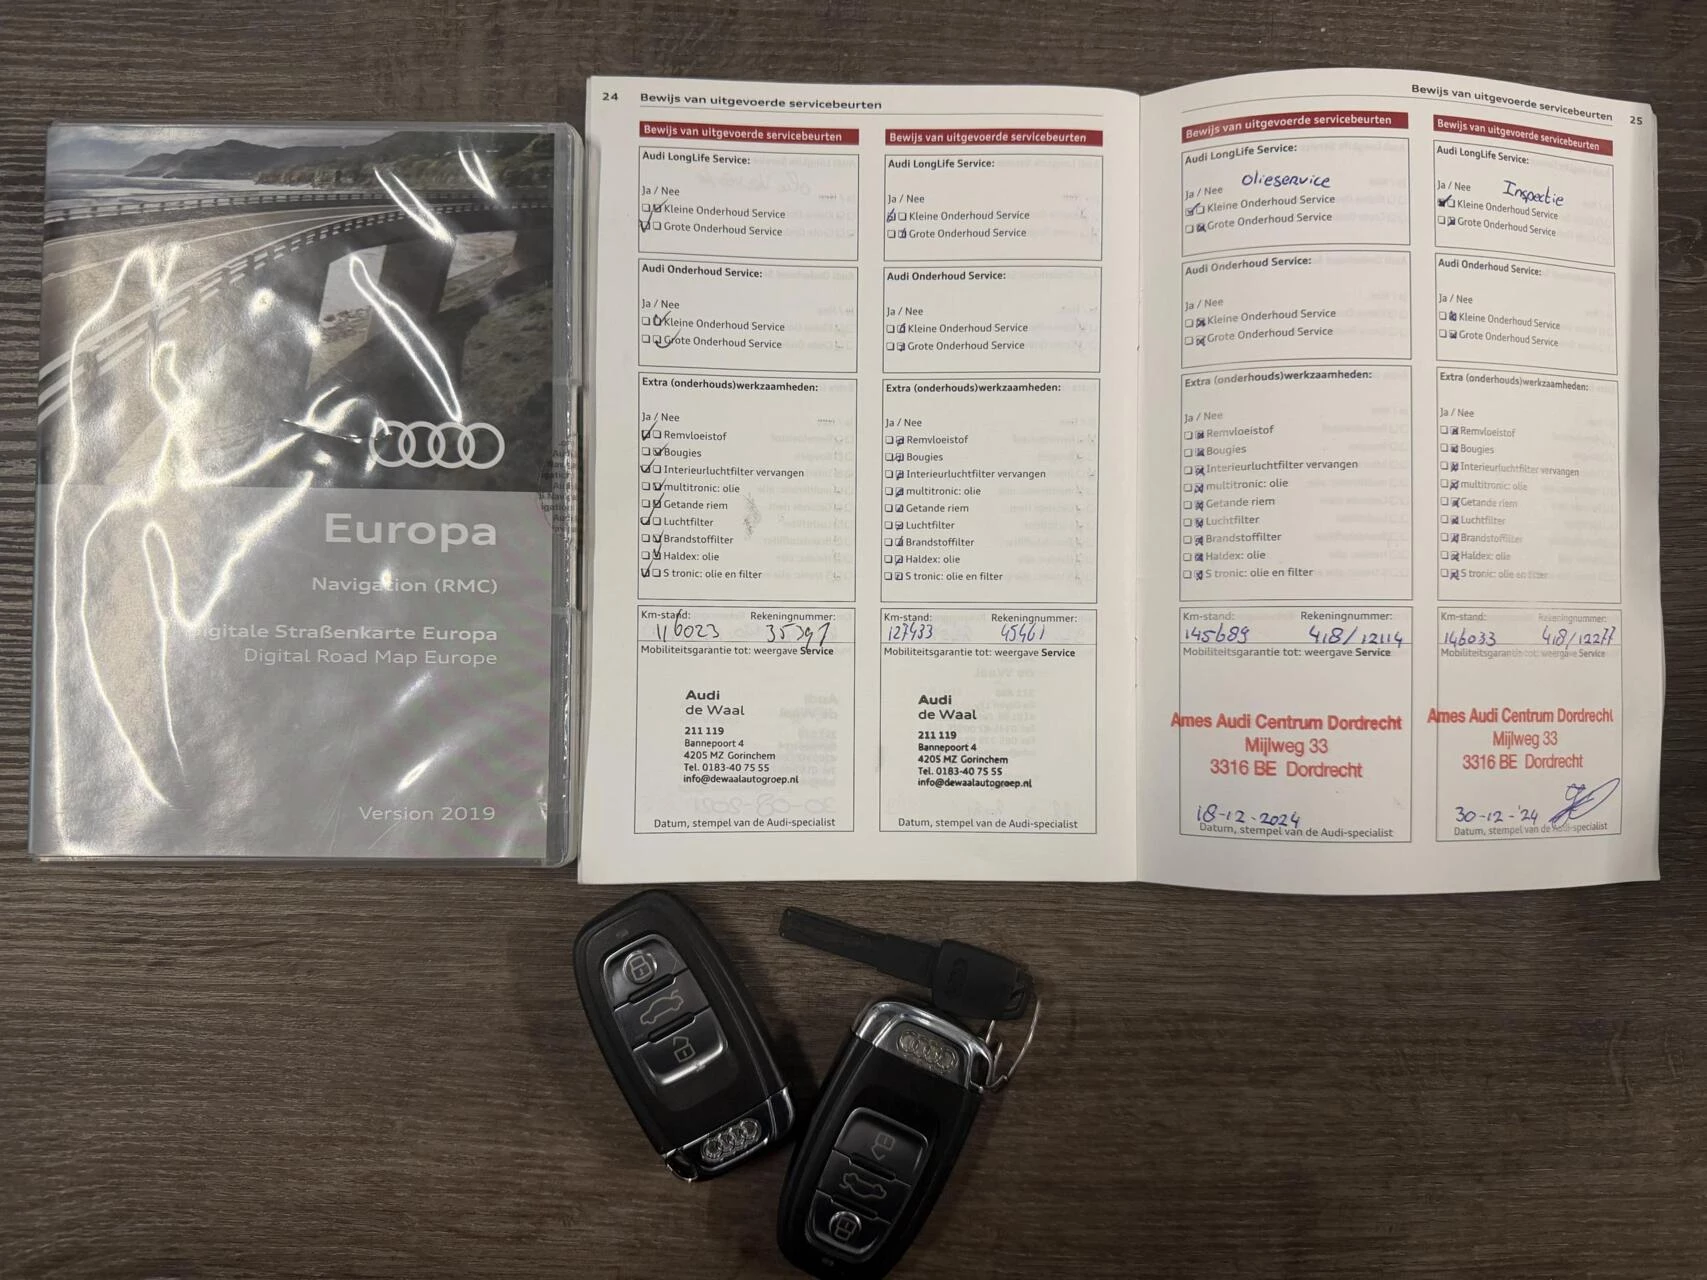 Europa
Navigation (RMC)
Digitale Straßenkarte Europa
Digital Road Map Europe
Version 2019
24 Bewijs van uitgevoerde servicebeurten
Bewijs van uitgevoerde servicebeurten
Audi LongLife Service:
Ja / Nee
Kleine Onderhoud Service
Grote Onderhoud Service
Audi Onderhoud Service:
Ja / Nee
Kleine Onderhoud Service
Grote Onderhoud Service
Extra (onderhouds)werkzaamheden:
Ja / Nee
Remvloeistof
Bougies
Interieurluchtfilter vervangen
multitronic: olie
Getande riem
Luchtfilter
Brandstoffilter
Haldex: olie
S tronic: olie en filter
Km-stand: Rekeningnummer:
116023 35391
Mobiliteitsgarantie tot: weergave Service
Audi
de Waal
211 119
Bannepoort 4
4205 MZ Gorinchem
Tel. 0183-40 75 55
info@dewaalautogroep.nl
Datum, stempel van de Audi-specialist
Bewijs van uitgevoerde servicebeurten
Audi LongLife Service:
Ja / Nee
Kleine Onderhoud Service
Grote Onderhoud Service
Audi Onderhoud Service:
Ja / Nee
Kleine Onderhoud Service
Grote Onderhoud Service
Extra (onderhouds)werkzaamheden:
Ja / Nee
Remvloeistof
Bougies
Interieurluchtfilter vervangen
multitronic: olie
Getande riem
Luchtfilter
Brandstoffilter
Haldex: olie
S tronic: olie en filter
Km-stand: Rekeningnummer:
127433 45461
Mobiliteitsgarantie tot: weergave Service
Audi
de Waal
211 119
Bannepoort 4
4205 MZ Gorinchem
Tel. 0183-40 75 55
info@dewaalautogroep.nl
Datum, stempel van de Audi-specialist
Bewijs van uitgevoerde servicebeurten 25
Bewijs van uitgevoerde servicebeurten
Audi LongLife Service:
Ja / Nee Olieservice
Kleine Onderhoud Service
Grote Onderhoud Service
Audi Onderhoud Service:
Ja / Nee
Kleine Onderhoud Service
Grote Onderhoud Service
Extra (onderhouds)werkzaamheden:
Ja / Nee
Remvloeistof
Bougies
Interieurluchtfilter vervangen
multitronic: olie
Getande riem
Luchtfilter
Brandstoffilter
Haldex: olie
S tronic: olie en filter
Km-stand: Rekeningnummer:
145689 418/12114
Mobiliteitsgarantie tot: weergave Service
Ames Audi Centrum Dordrecht
Mijlweg 33
3316 BE Dordrecht
18-12-2024
Datum, stempel van de Audi-specialist
Bewijs van uitgevoerde servicebeurten
Audi LongLife Service:
Ja / Nee Inspectie
Kleine Onderhoud Service
Grote Onderhoud Service
Audi Onderhoud Service:
Ja / Nee
Kleine Onderhoud Service
Grote Onderhoud Service
Extra (onderhouds)werkzaamheden:
Ja / Nee
Remvloeistof
Bougies
Interieurluchtfilter vervangen
multitronic: olie
Getande riem
Luchtfilter
Brandstoffilter
Haldex: olie
S tronic: olie en filter
Km-stand: Rekeningnummer:
146033 418/12277
Mobiliteitsgarantie tot: weergave Service
Ames Audi Centrum Dordrecht
Mijlweg 33
3316 BE Dordrecht
30-12-'24
Datum, stempel van de Audi-specialist